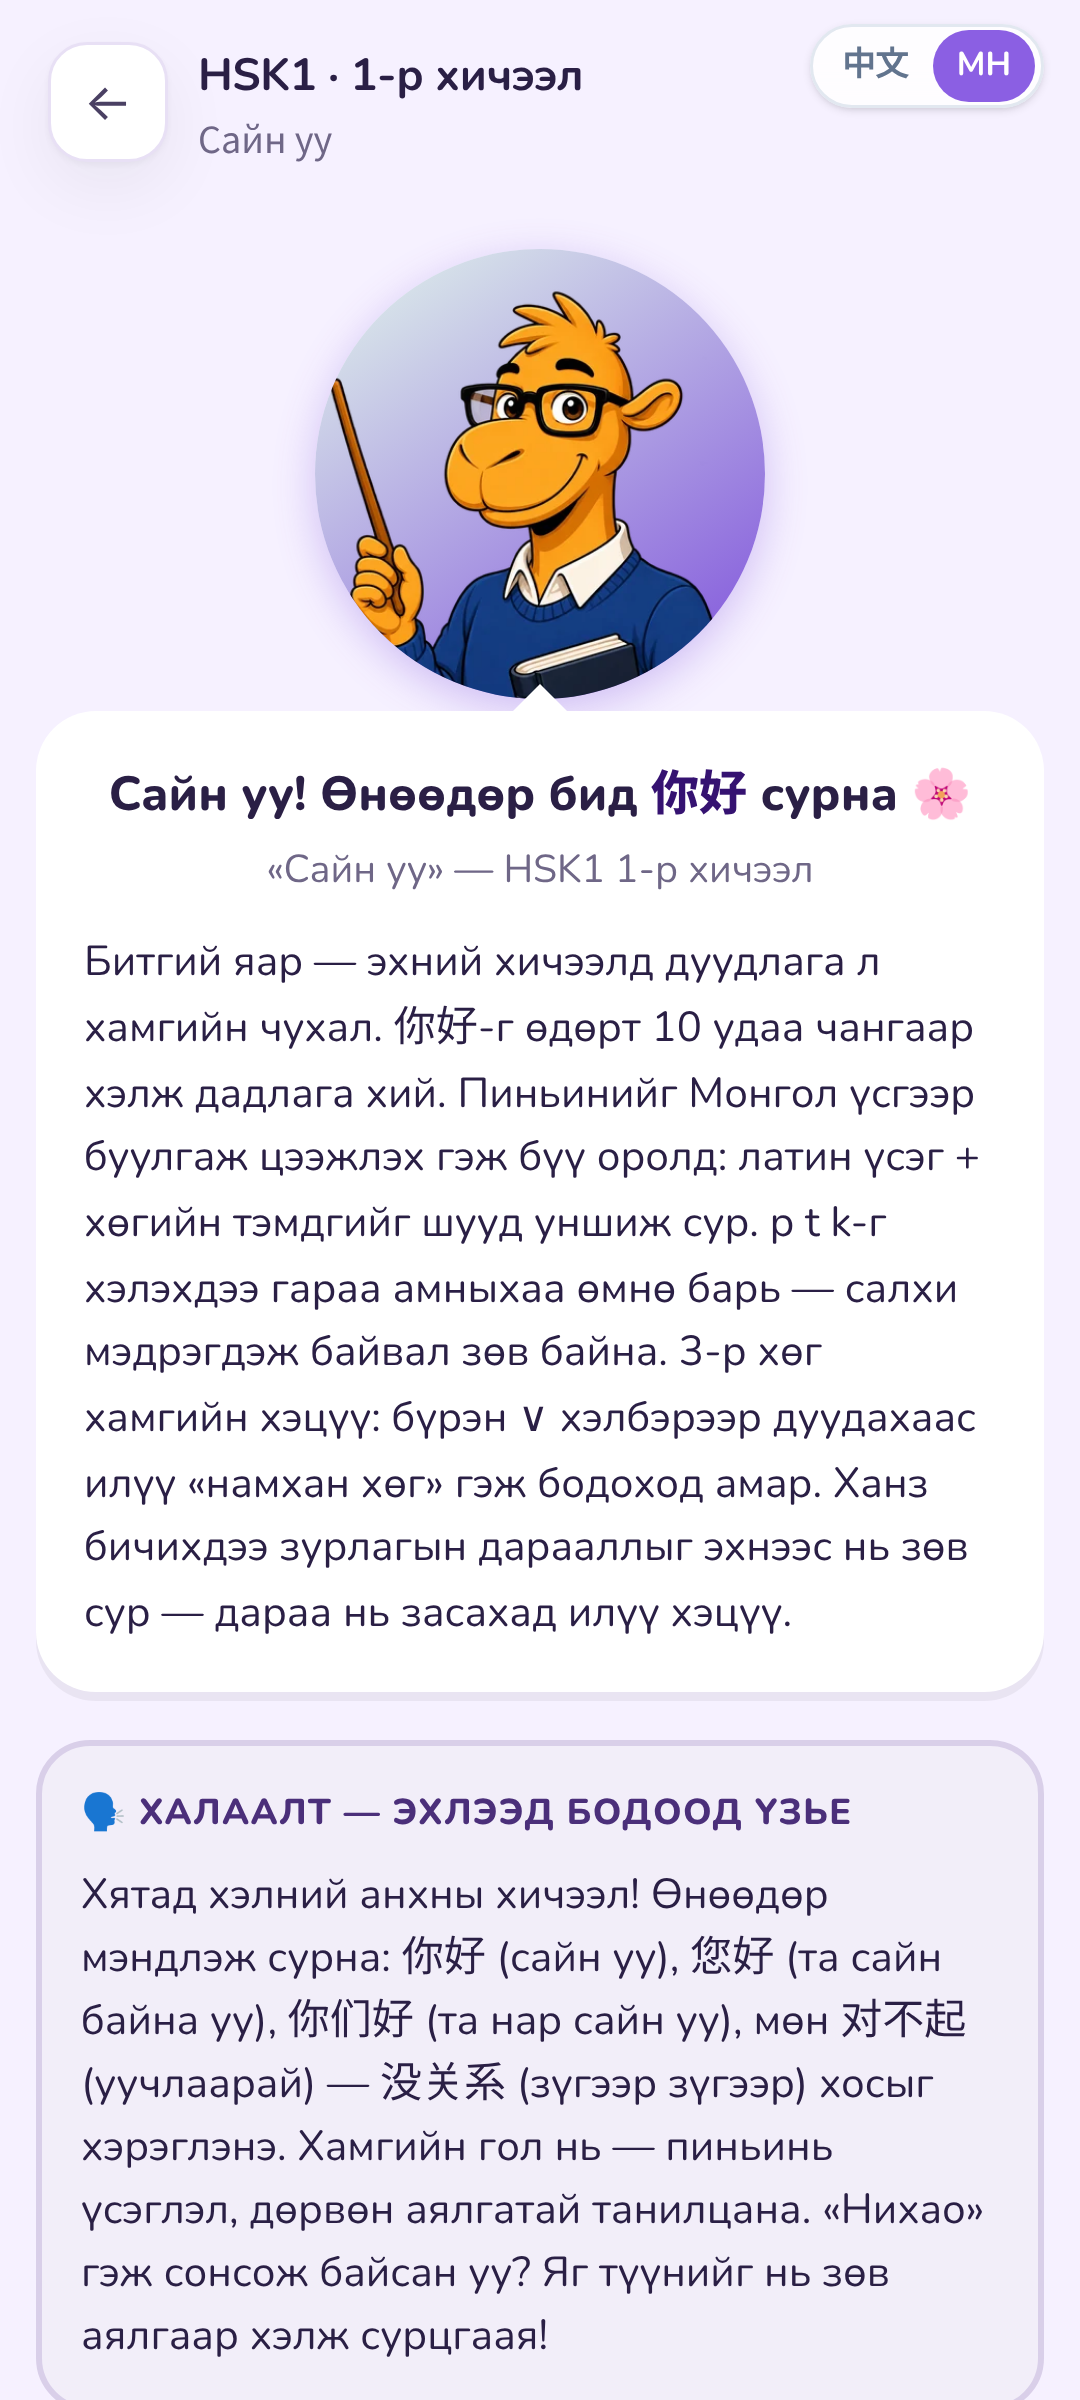 HSK1 · 1-р хичээл
Сайн уу
中文 МН
Сайн уу! Өнөөдөр бид 你好 сурна 🌸
«Сайн уу» — HSK1 1-р хичээл
Битгий яар — эхний хичээлд дуудлага л
хамгийн чухал. 你好-г өдөрт 10 удаа чангаар
хэлж дадлага хий. Пиньинийг Монгол үсгээр
буулгаж цээжлэх гэж бүү оролд: латин үсэг +
хөгийн тэмдгийг шууд уншиж сур. p t k-г
хэлэхдээ гараа амныхаа өмнө барь — салхи
мэдрэгдэж байвал зөв байна. 3-р хөг
хамгийн хэцүү: бүрэн ∨ хэлбэрээр дуудахаас
илүү «намхан хөг» гэж бодоход амар. Ханз
бичихдээ зурлагын дарааллыг эхнээс нь зөв
сур — дараа нь засахад илүү хэцүү.
🗣️ ХАЛААЛТ — ЭХЛЭЭД БОДООД ҮЗЬЕ
Хятад хэлний анхны хичээл! Өнөөдөр
мэндлэж сурна: 你好 (сайн уу), 您好 (та сайн
байна уу), 你们好 (та нар сайн уу), мөн 对不起
(уучлаарай) — 没关系 (зүгээр зүгээр) хосыг
хэрэглэнэ. Хамгийн гол нь — пиньинь
үсэглэл, дөрвөн аялгатай танилцана. «Нихао»
гэж сонсож байсан уу? Яг түүнийг нь зөв
аялгаар хэлж сурцгаая!